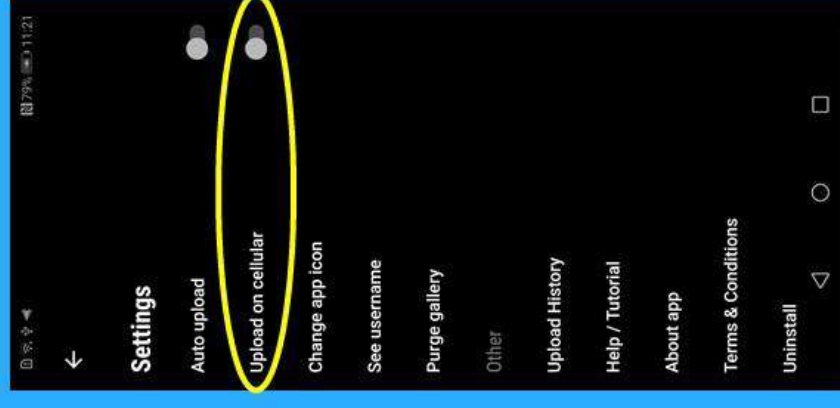 79% 11:21
Settings
Auto upload
Upload on cellular
Change app icon
See username
Purge gallery
Other
Upload History
Help / Tutorial
About app
Terms & Conditions
Uninstall